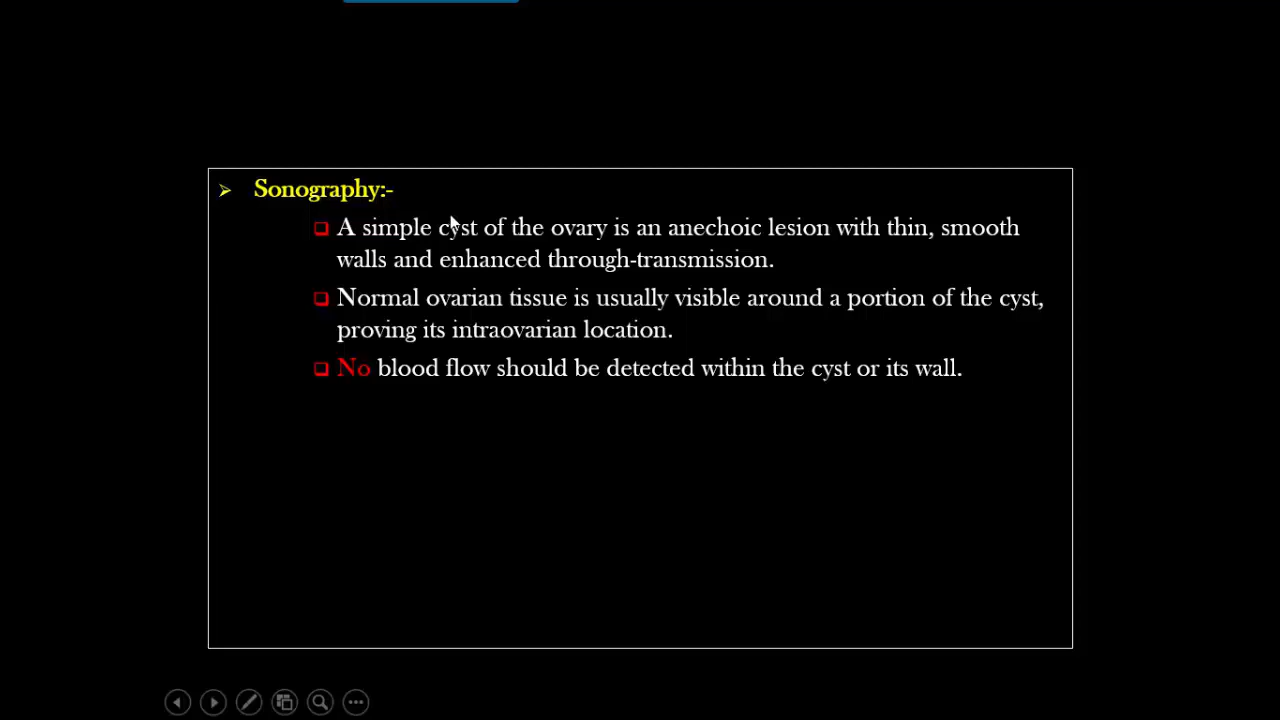 Sonography:-
A simple cyst of the ovary is an anechoic lesion with thin, smooth
walls and enhanced through-transmission.
Normal ovarian tissue is usually visible around a portion of the cyst,
proving its intraovarian location.
No blood flow should be detected within the cyst or its wall.